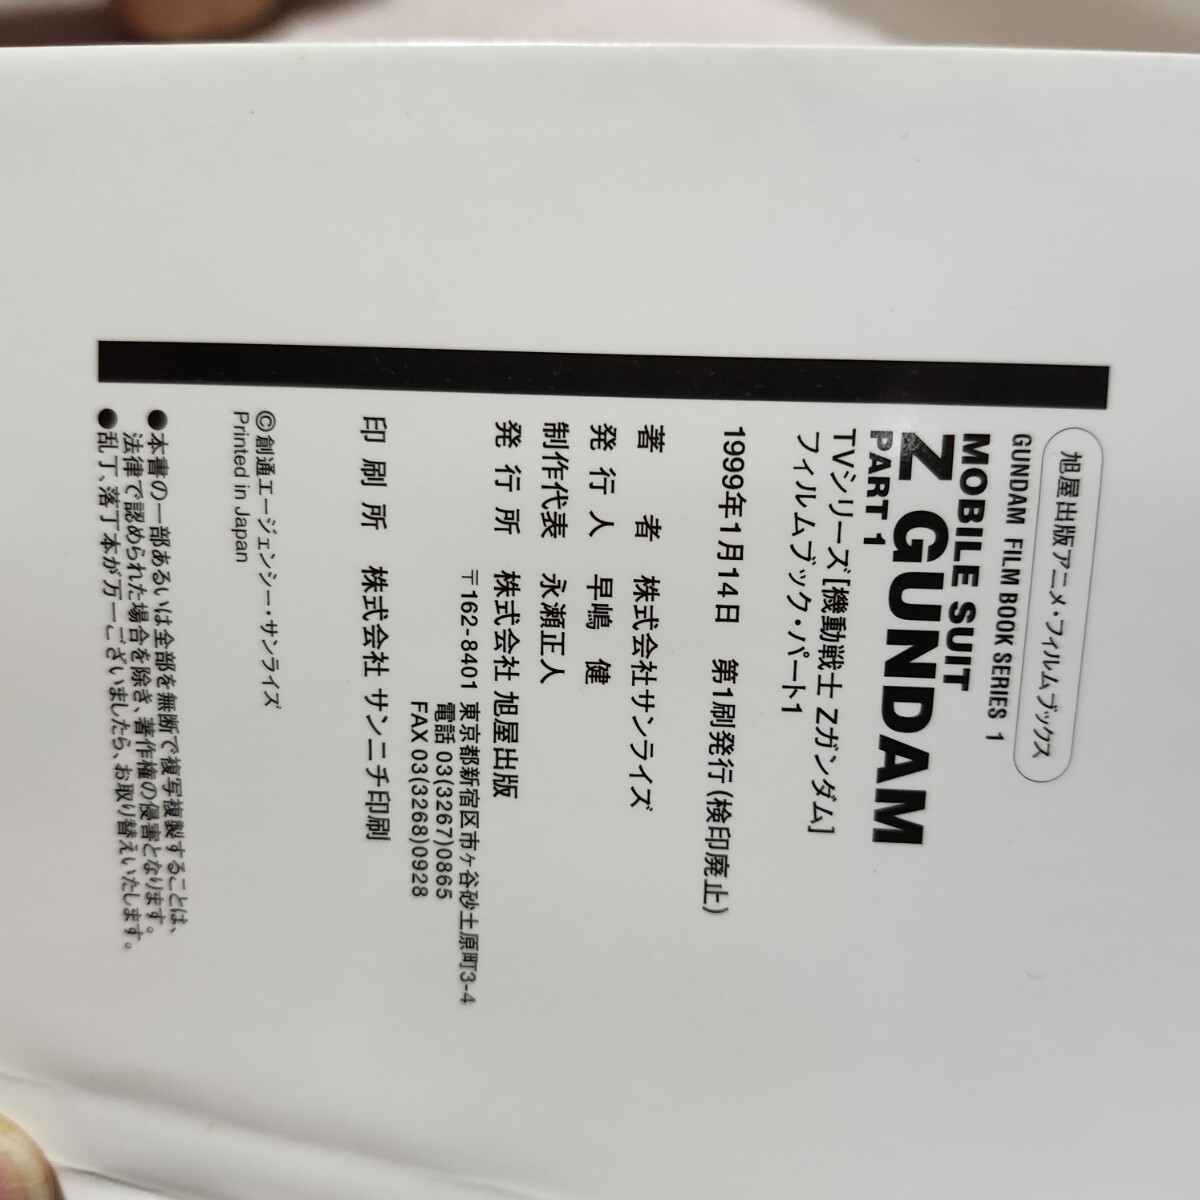 旭屋出版アニメ・フィルムブックス
GUNDAM FILM BOOK SERIES 1
MOBILE SUIT
Z GUNDAM
PART 1
TVシリーズ[機動戦士 Zガンダム]
フィルムブック・パート1
1999年1月14日 第1刷発行(検印廃止)
著者 株式会社サンライズ
発行人 早嶋 健
制作代表 永瀬正人
発行所 株式会社 旭屋出版
〒162-8401 東京都新宿区市ヶ谷砂土原町3-4
電話 03(3267)0865
FAX 03(3268)0928
印刷所 株式会社 サンニチ印刷
©創通エージェンシー・サンライズ
Printed in Japan
●本書の一部あるいは全部を無断で複写複製することは、
法律で認められた場合を除き、著作権の侵害となります。
●乱丁、落丁本が万一ございましたら、お取り替えいたします。